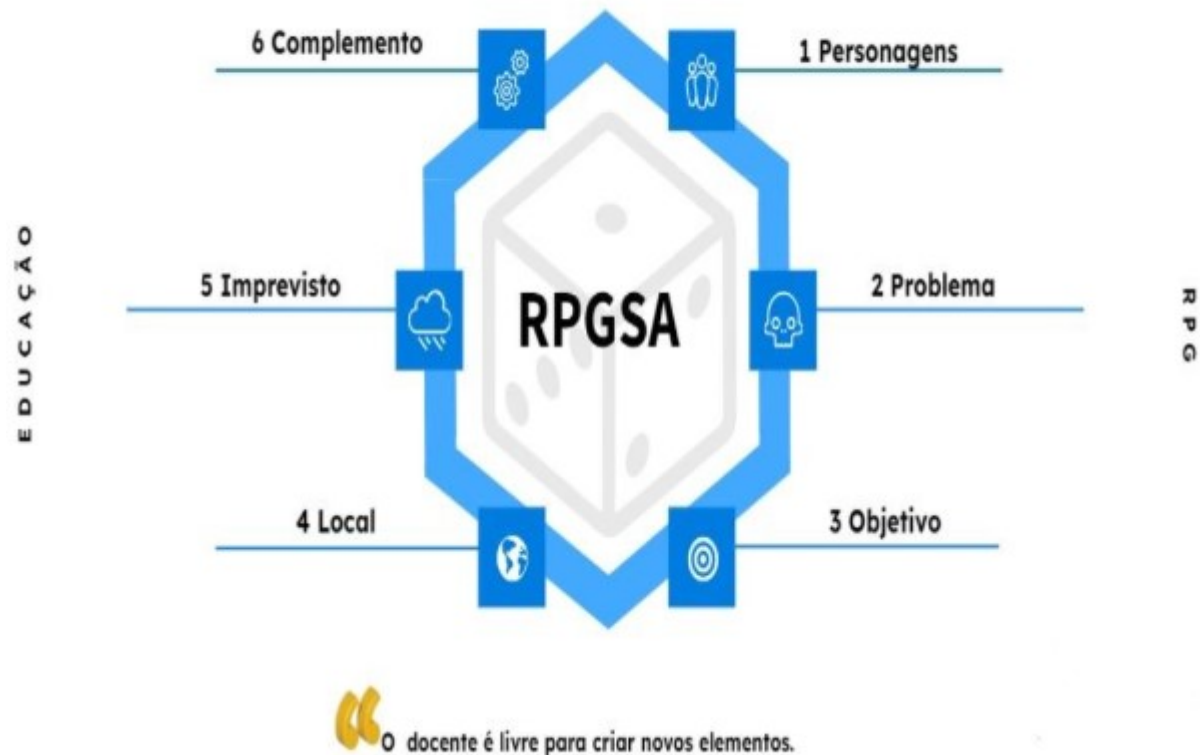 6 Complemento
1 Personagens
EDUCAÇÃO
5 Imprevisto
RPGSA
2 Problema
RPG
4 Local
3 Objetivo
“O docente é livre para criar novos elementos.